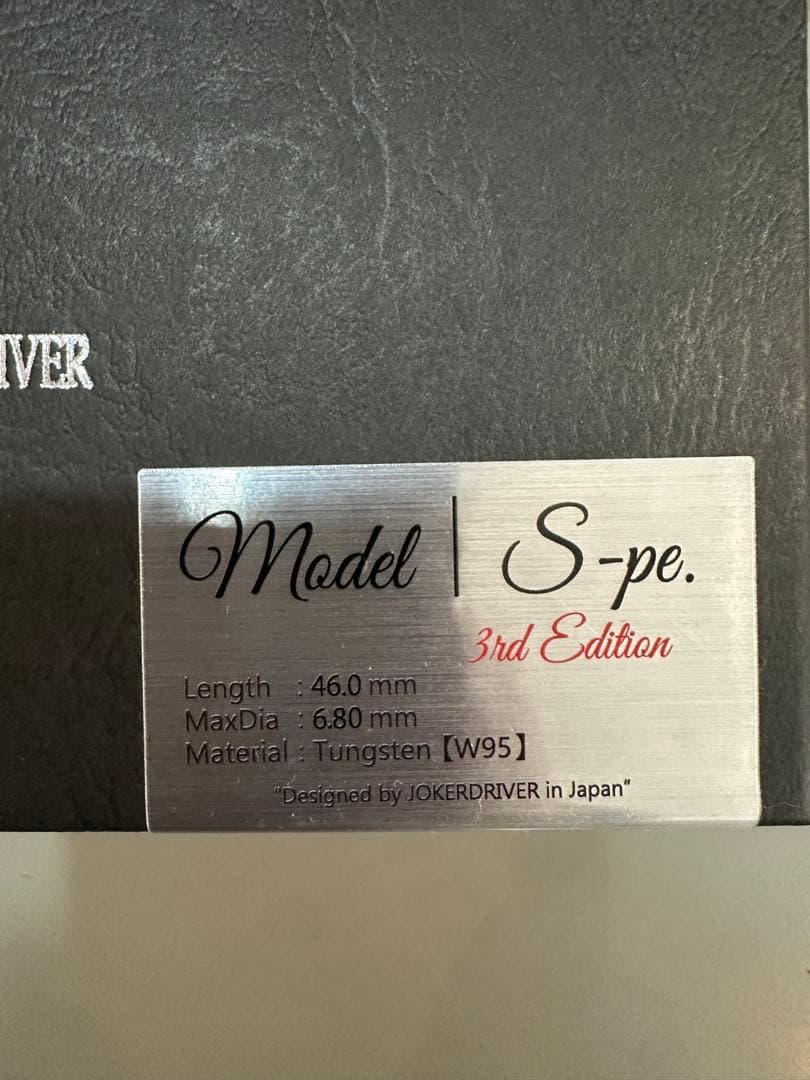 IVER
Model | S-pe.
3rd Edition
Length : 46.0 mm
MaxDia : 6.80 mm
Material : Tungsten【W95】
"Designed by JOKERDRIVER in Japan"